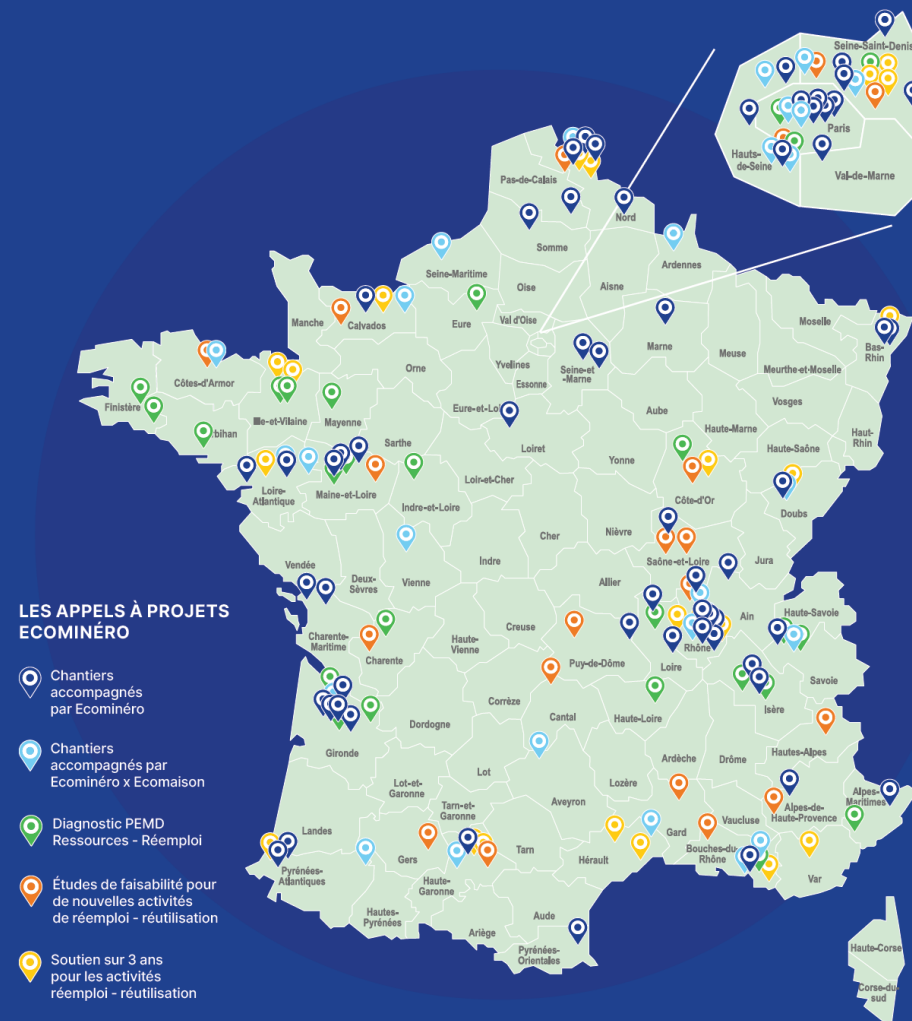 Seine-Saint-Denis
Paris
Hauts-
de-Seine
Val-de-Marne
Pas-de-Calais
Nord
Somme
Seine-Maritime
Ardennes
Oise
Aisne
Manche
Calvados
Eure
Val d'Oise
Moselle
Marne
Meuse
Bas-
Rhin
Orne
Yvelines
Seine-et
-Marne
Essonne
Meurthe-et-Moselle
Côtes-d'Armor
Finistère
Ille-et-Vilaine
Mayenne
Eure-et-Loi
Aube
Vosges
Haute-Marne
rbihan
Sarthe
Loiret
Yonne
Haute-Saône
Haut-
Rhin
Loire-
Atlantique
Maine-et-Loire
Loir-et-Cher
Indre-et-Loire
Côte-d'Or
Doubs
Cher
Nièvre
Vendée
Deux-
Sèvres
Vienne
Indre
Allier
Saône-et-Loire
Jura
Ain
Haute-Savoie
Charente-
Maritime
Charente
Haute-
Vienne
Creuse
Puy-de-Dôme
Loire
Rhône
Savoie
Isère
Corrèze
Dordogne
Cantal
Haute-Loire
Gironde
Lot
Ardèche
Drôme
Hautes-Alpes
Lot-et-
Garonne
Tarn-et-
Garonne
Aveyron
Lozère
Gard
Vaucluse
Alpes-de-
Haute-Provence
Alpes-
Maritimes
Landes
Gers
Tarn
Hérault
Bouches-du-
Rhône
Var
Pyrénées-
Atlantiques
Haute-
Garonne
Hautes-
Pyrénées
Ariège
Aude
Pyrénées-
Orientales
Haute-Corse
Corse-du-
sud
LES APPELS À PROJETS
ECOMINÉRO
Chantiers
accompagnés
par Ecominéro
Chantiers
accompagnés par
Ecominéro x Ecomaison
Diagnostic PEMD
Ressources - Réemploi
Études de faisabilité pour
de nouvelles activités
de réemploi - réutilisation
Soutien sur 3 ans
pour les activités
réemploi - réutilisation